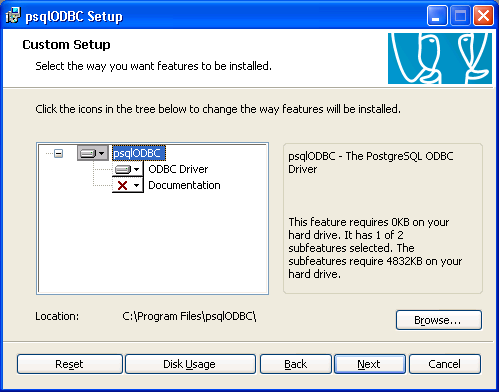 psqlODBC Setup
Custom Setup
Select the way you want features to be installed.
Click the icons in the tree below to change the way features will be installed.
psqlODBC
ODBC Driver
Documentation
psqlODBC - The PostgreSQL ODBC
Driver
This feature requires 0KB on your
hard drive. It has 1 of 2
subfeatures selected. The
subfeatures require 4832KB on your
hard drive.
Location: C:\Program Files\psqlODBC\
Browse...
Reset Disk Usage Back Next Cancel